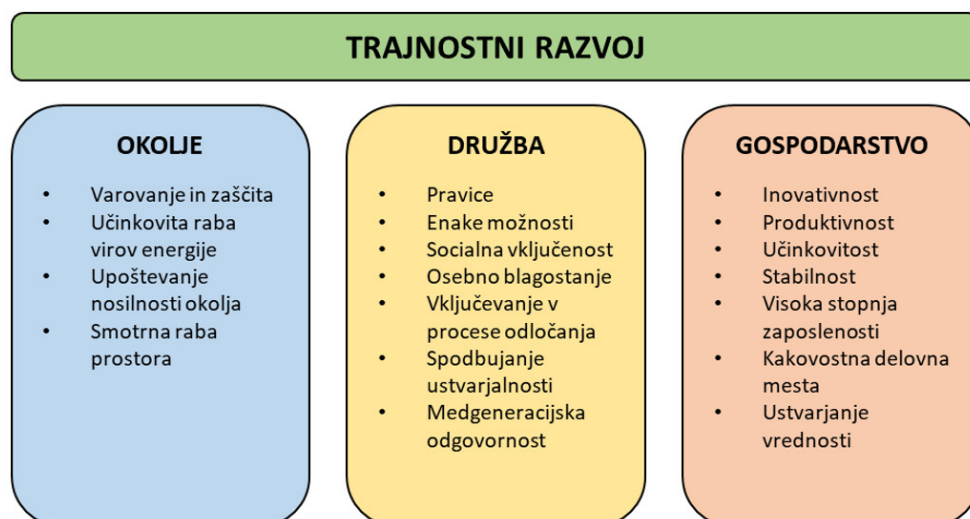 TRAJNOSTNI RAZVOJ
OKOLJE
• Varovanje in zaščita
• Učinkovita raba
virov energije
• Upoštevanje
nosilnosti okolja
• Smotrna raba
prostora
DRUŽBA
• Pravice
• Enake možnosti
• Socialna vključenost
• Osebno blagostanje
• Vključevanje v
procese odločanja
• Spodbujanje
ustvarjalnosti
• Medgeneracijska
odgovornost
GOSPODARSTVO
• Inovativnost
• Produktivnost
• Učinkovitost
• Stabilnost
• Visoka stopnja
zaposlenosti
• Kakovostna delovna
mesta
• Ustvarjanje
vrednosti